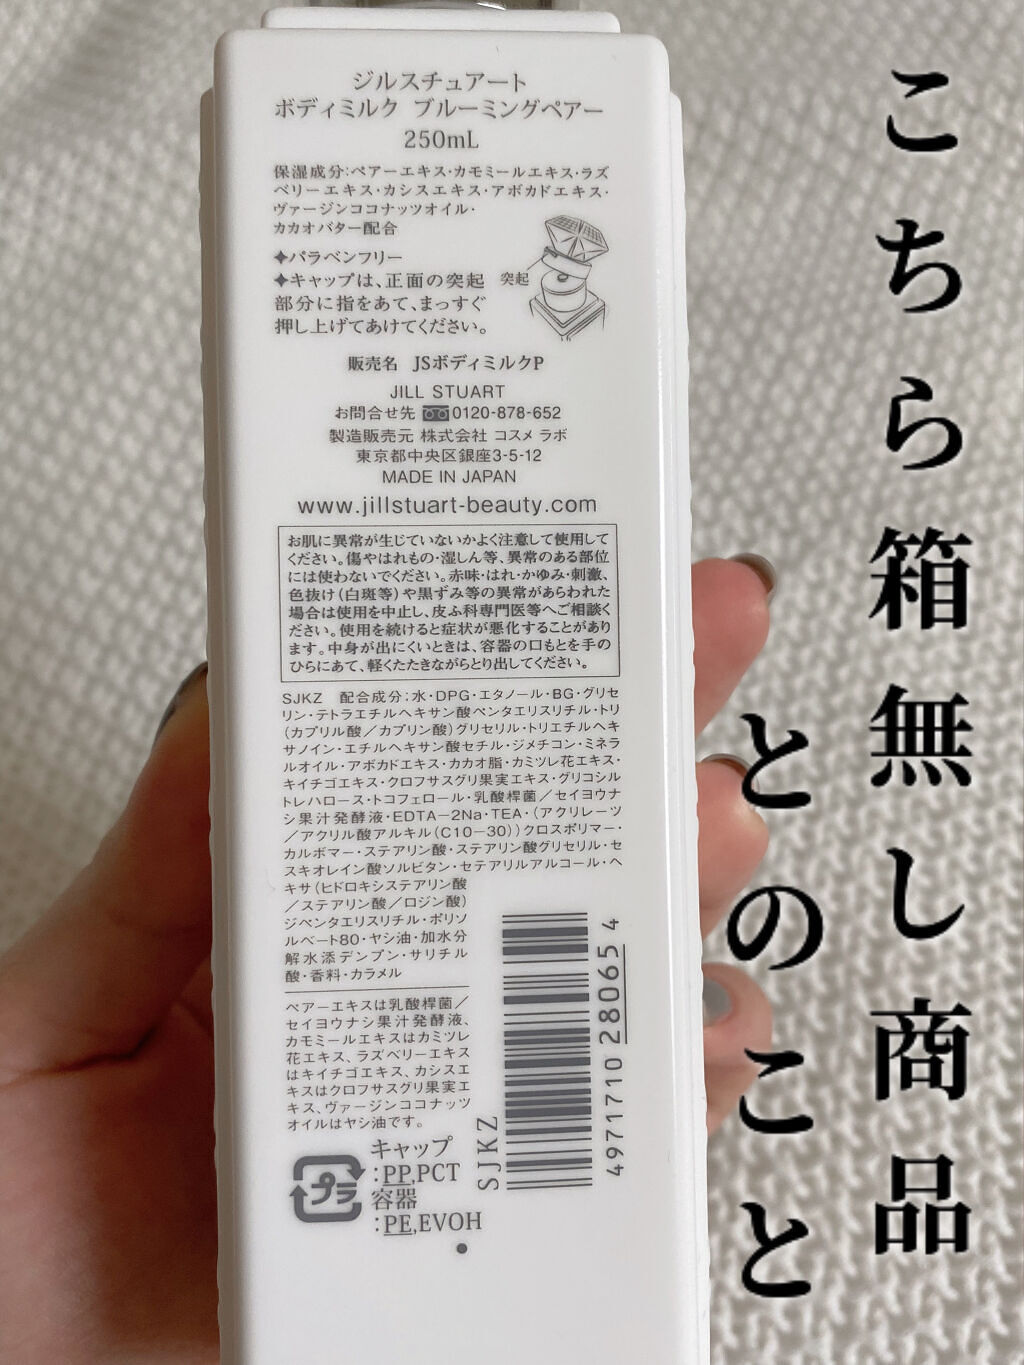 ジルスチュアート
ボディミルク ブルーミングペアー
250mL
保湿成分:ペアーエキス・カモミールエキス・ラズ
ベリーエキス・カシスエキス・アボカドエキス・
ヴァージンココナッツオイル・
カカオバター配合
✦パラベンフリー
✦キャップは、正面の突起
部分に指をあて、まっすぐ
押し上げてあけてください。
突起
販売名 JSボディミルクP
JILL STUART
お問合せ先 0120-878-652
製造販売元 株式会社 コスメ ラボ
東京都中央区銀座3-5-12
MADE IN JAPAN
www.jillstuart-beauty.com
お肌に異常が生じていないかよく注意して使用して
ください。傷やはれもの・湿しん等、異常のある部位
には使わないでください。赤味・はれ・かゆみ・刺激、
色抜け(白斑等)や黒ずみ等の異常があらわれた
場合は使用を中止し、皮ふ科専門医等へご相談く
ださい。使用を続けると症状が悪化することがあり
ます。中身が出にくいときは、容器の口もとを手の
ひらにあて、軽くたたきながらとり出してください。
SJKZ 配合成分:水・DPG・エタノール・BG・グリセ
リン・テトラエチルヘキサン酸ペンタエリスリチル・トリ
(カプリル酸/カプリン酸)グリセリル・トリエチルヘキ
サノイン・エチルヘキサン酸セチル・ジメチコン・ミネラ
ルオイル・アボカドエキス・カカオ脂・カミツレ花エキス・
キイチゴエキス・クロフサスグリ果実エキス・グリコシル
トレハロース・トコフェロール・乳酸桿菌/セイヨウナ
シ果汁発酵液・EDTA-2Na・TEA・(アクリレーツ
/アクリル酸アルキル(C10-30))クロスポリマー・
カルボマー・ステアリン酸・ステアリン酸グリセリル・セ
スキオレイン酸ソルビタン・セテアリルアルコール・ヘ
キサ(ヒドロキシステアリン酸
/ステアリン酸/ロジン酸)
ジペンタエリスリチル・ポリソ
ルベート80・ヤシ油・加水分
解水添デンプン・サリチル
酸・香料・カラメル
ペアーエキスは乳酸桿菌/
セイヨウナシ果汁発酵液、
カモミールエキスはカミツレ
花エキス、ラズベリーエキス
はキイチゴエキス、カシスエ
キスはクロフサスグリ果実エ
キス、ヴァージンココナッツ
オイルはヤシ油です。
プラ
キャップ
:PP,PCT
容器
:PE,EVOH
SJKZ
4971710 280654
こちら箱無し商品
とのこと